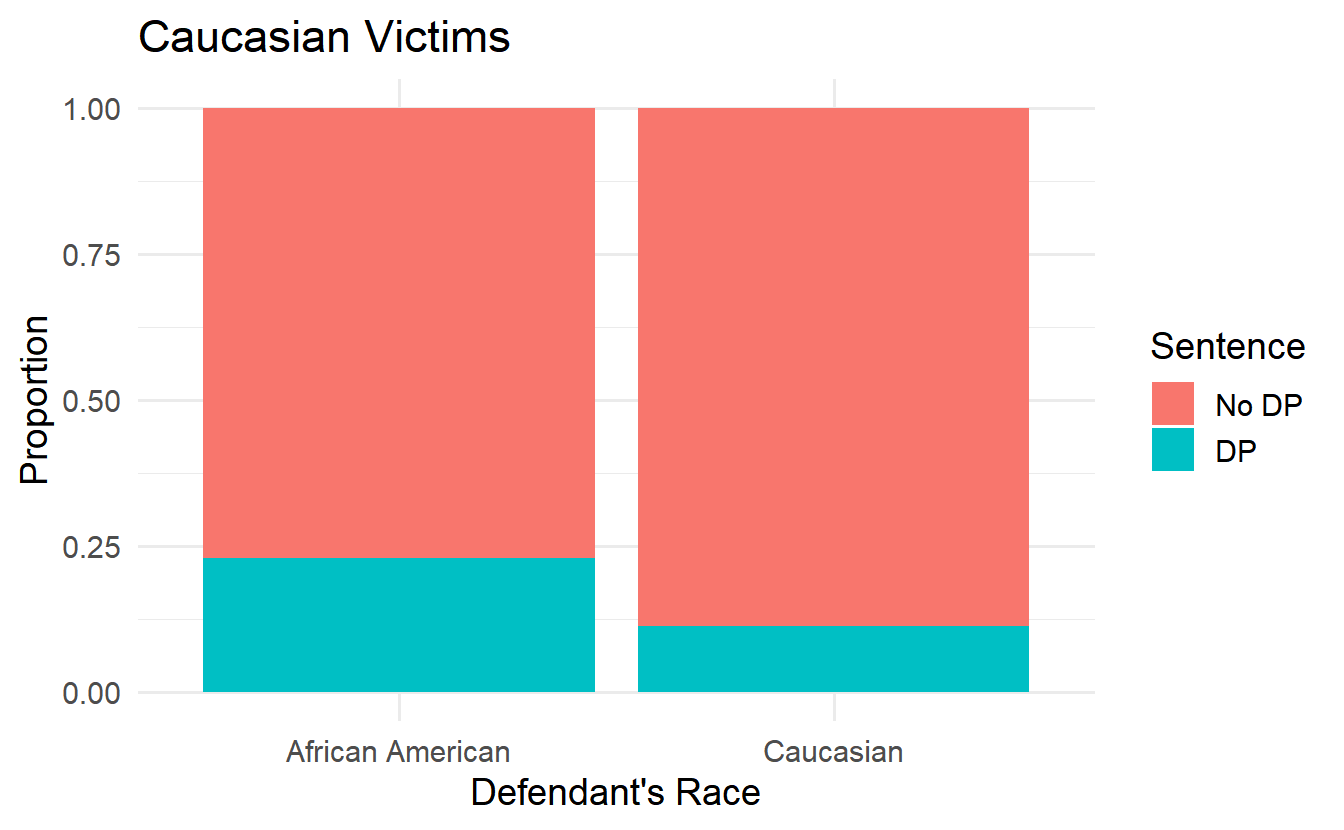 Caucasian Victims
1.00
0.75
0.50
0.25
0.00
Proportion
African American
Caucasian
Defendant's Race
Sentence
No DP
DP